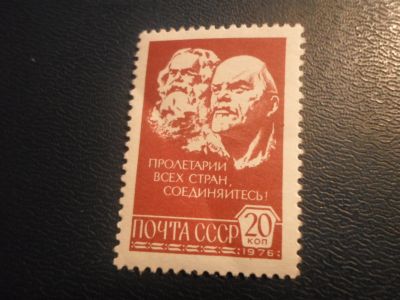 ПРОЛЕТАРИИ
ВСЕХ СТРАН,
СОЕДИНЯЙТЕСЬ!
ПОЧТА СССР
20
КОП
1976